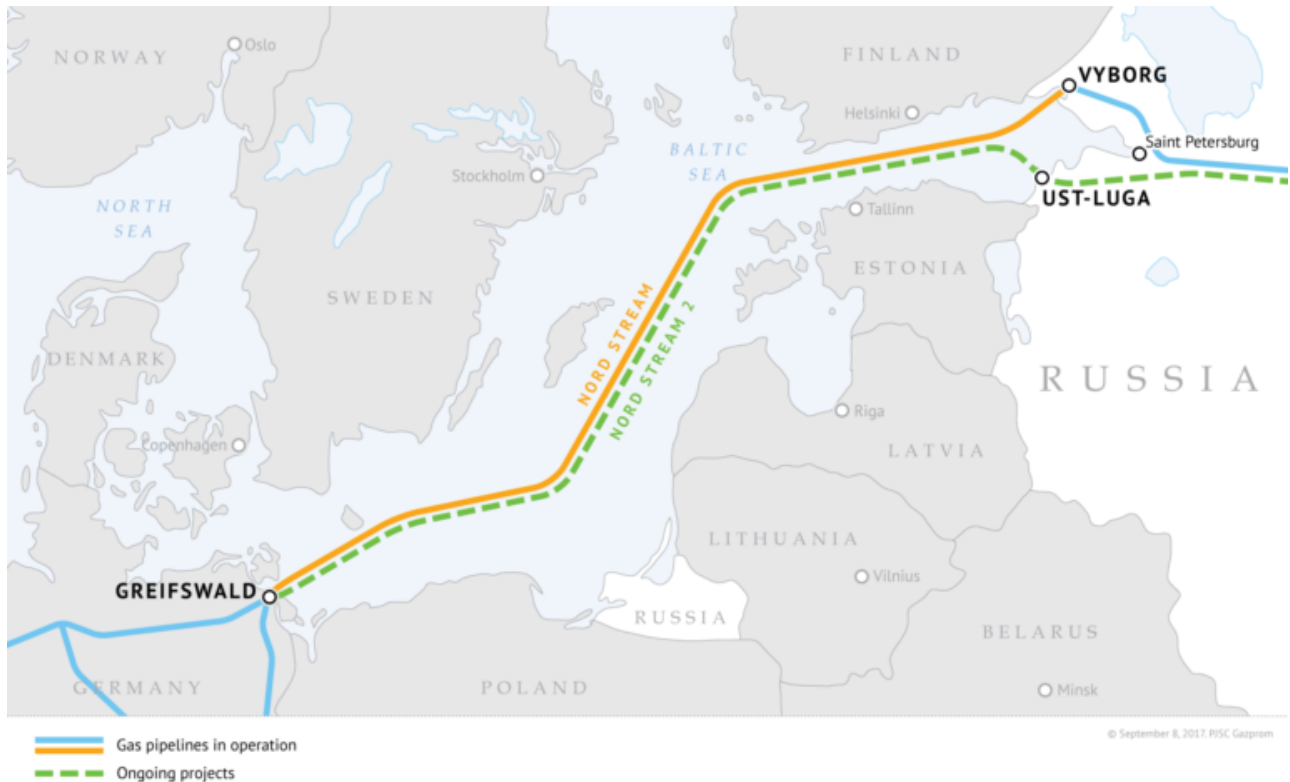 NORWAY
Oslo
FINLAND
VYBORG
Helsinki
Saint Petersburg
BALTIC
SEA
Stockholm
UST-LUGA
NORTH
SEA
Tallinn
ESTONIA
SWEDEN
NORD STREAM
NORD STREAM 2
DENMARK
RUSSIA
Riga
Copenhagen
LATVIA
LITHUANIA
Vilnius
GREIFSWALD
RUSSIA
BELARUS
GERMANY
POLAND
Minsk
Gas pipelines in operation
© September 8, 2017. PJSC Gazprom
Ongoing projects